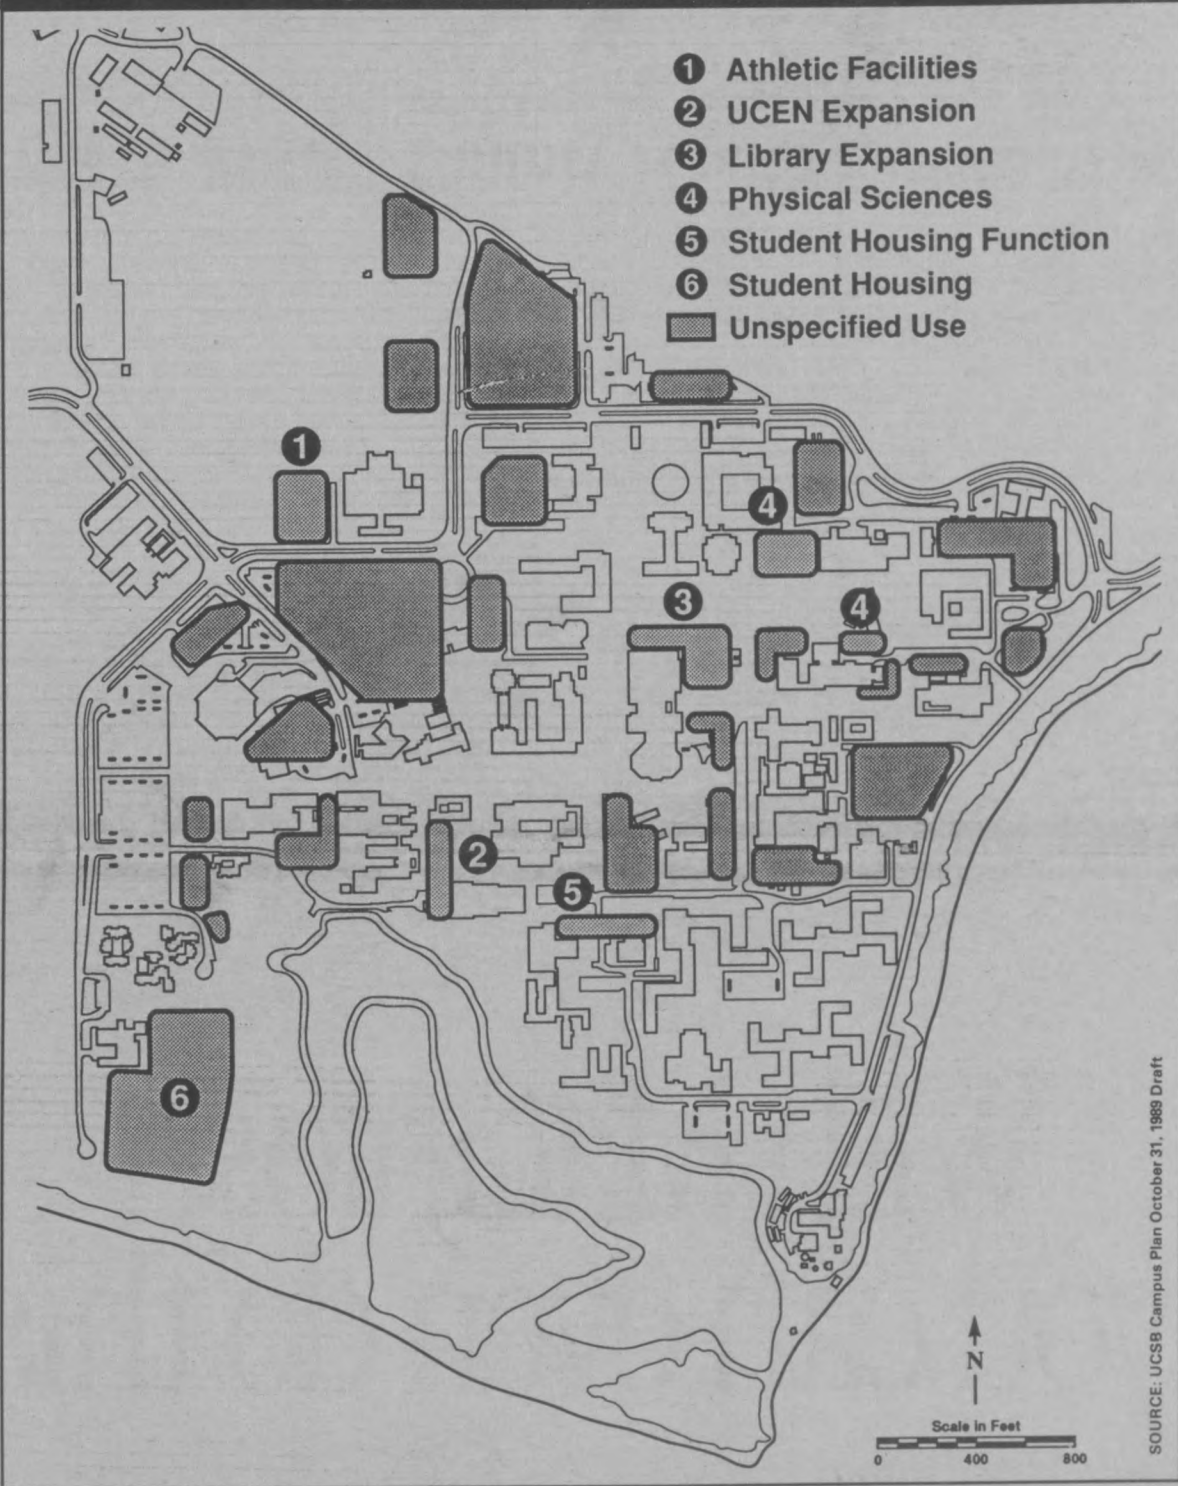 1 Athletic Facilities
2 UCEN Expansion
3 Library Expansion
4 Physical Sciences
5 Student Housing Function
6 Student Housing
Unspecified Use
1
4
3
4
2
5
6
N
Scale in Feet
0 400 800
SOURCE: UCSB Campus Plan October 31, 1989 Draft